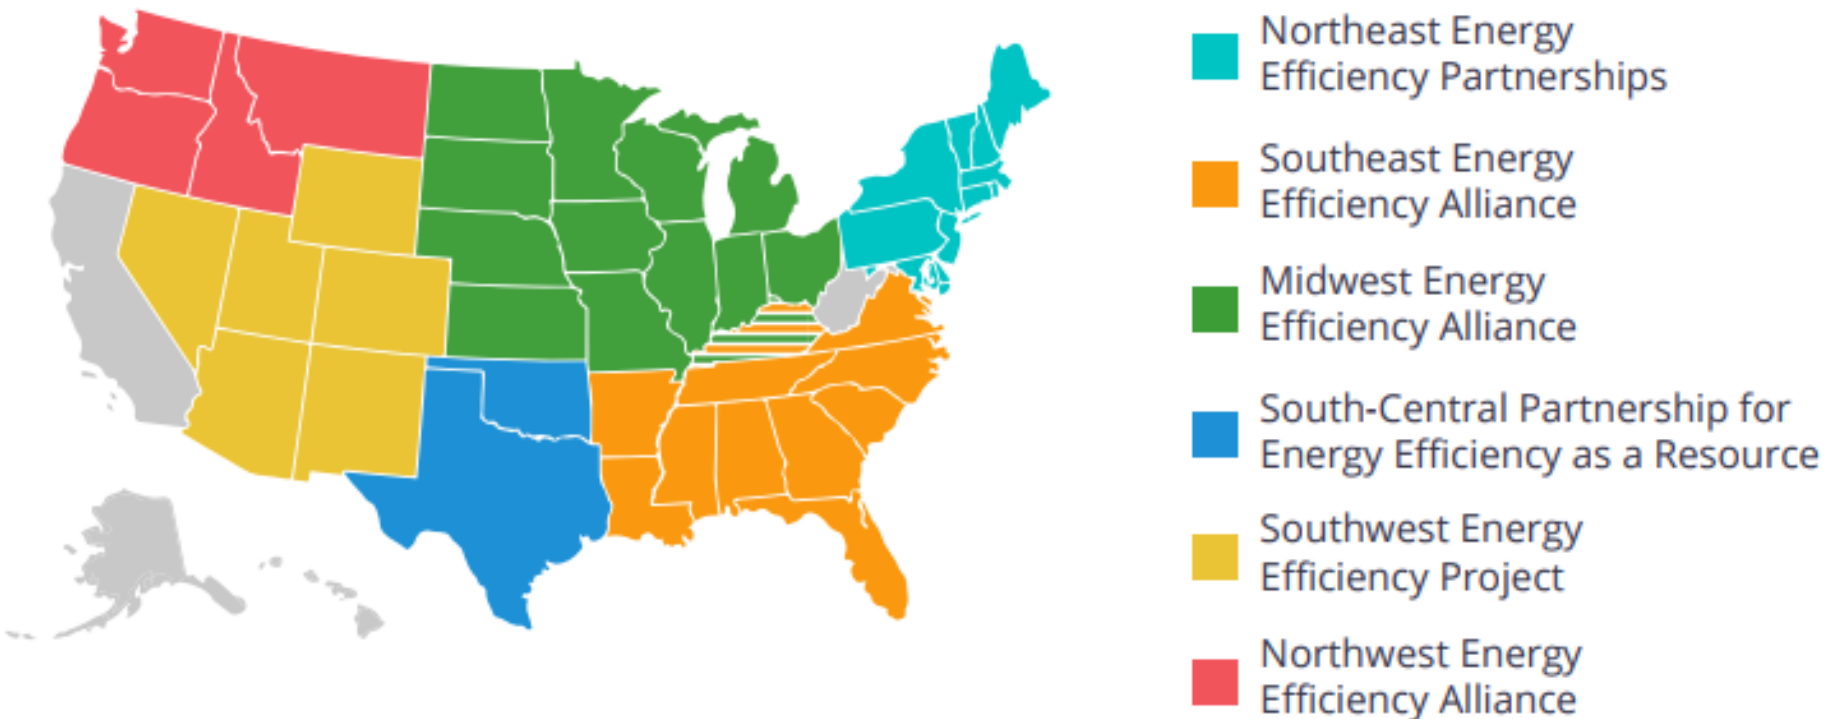 Northeast Energy
Efficiency Partnerships
Southeast Energy
Efficiency Alliance
Midwest Energy
Efficiency Alliance
South-Central Partnership for
Energy Efficiency as a Resource
Southwest Energy
Efficiency Project
Northwest Energy
Efficiency Alliance